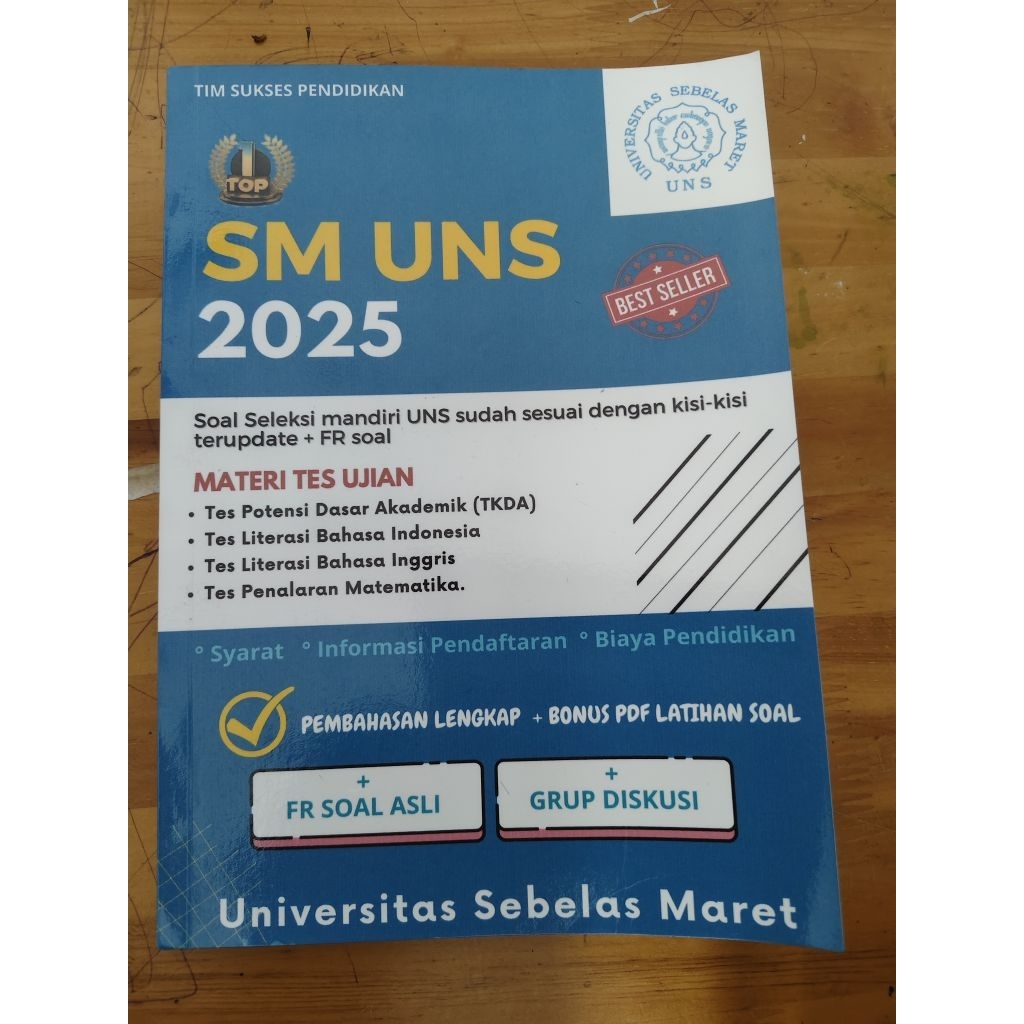 TIM SUKSES PENDIDIKAN
UNIVERSITAS SEBELAS MARET
UNS
1
TOP
SM UNS
2025
BEST SELLER
Soal Seleksi mandiri UNS sudah sesuai dengan kisi-kisi
terupdate + FR soal
MATERI TES UJIAN
• Tes Potensi Dasar Akademik (TKDA)
• Tes Literasi Bahasa Indonesia
• Tes Literasi Bahasa Inggris
• Tes Penalaran Matematika.
° Syarat ° Informasi Pendaftaran ° Biaya Pendidikan
PEMBAHASAN LENGKAP + BONUS PDF LATIHAN SOAL
+
FR SOAL ASLI
+
GRUP DISKUSI
Universitas Sebelas Maret